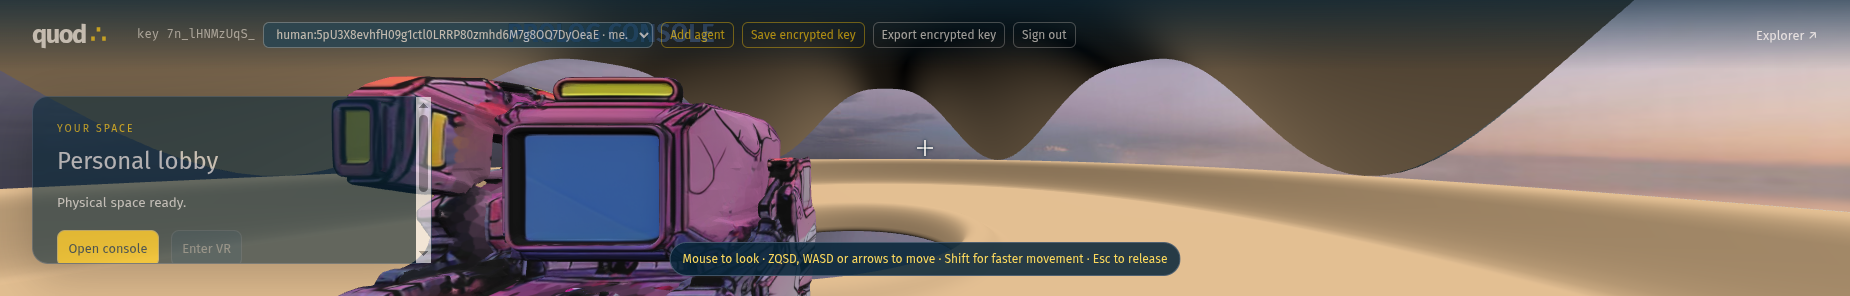 quod
key 7n_lHNMzUqS_
human:5pU3X8evhfH09g1ctl0LRRP80zmhd6M7g8OQ7DyOeaE · me.
Add agent
Save encrypted key
Export encrypted key
Sign out
Explorer ↗
CONSOLE
YOUR SPACE
Personal lobby
Physical space ready.
Open console
Enter VR
Mouse to look · ZQSD, WASD or arrows to move · Shift for faster movement · Esc to release